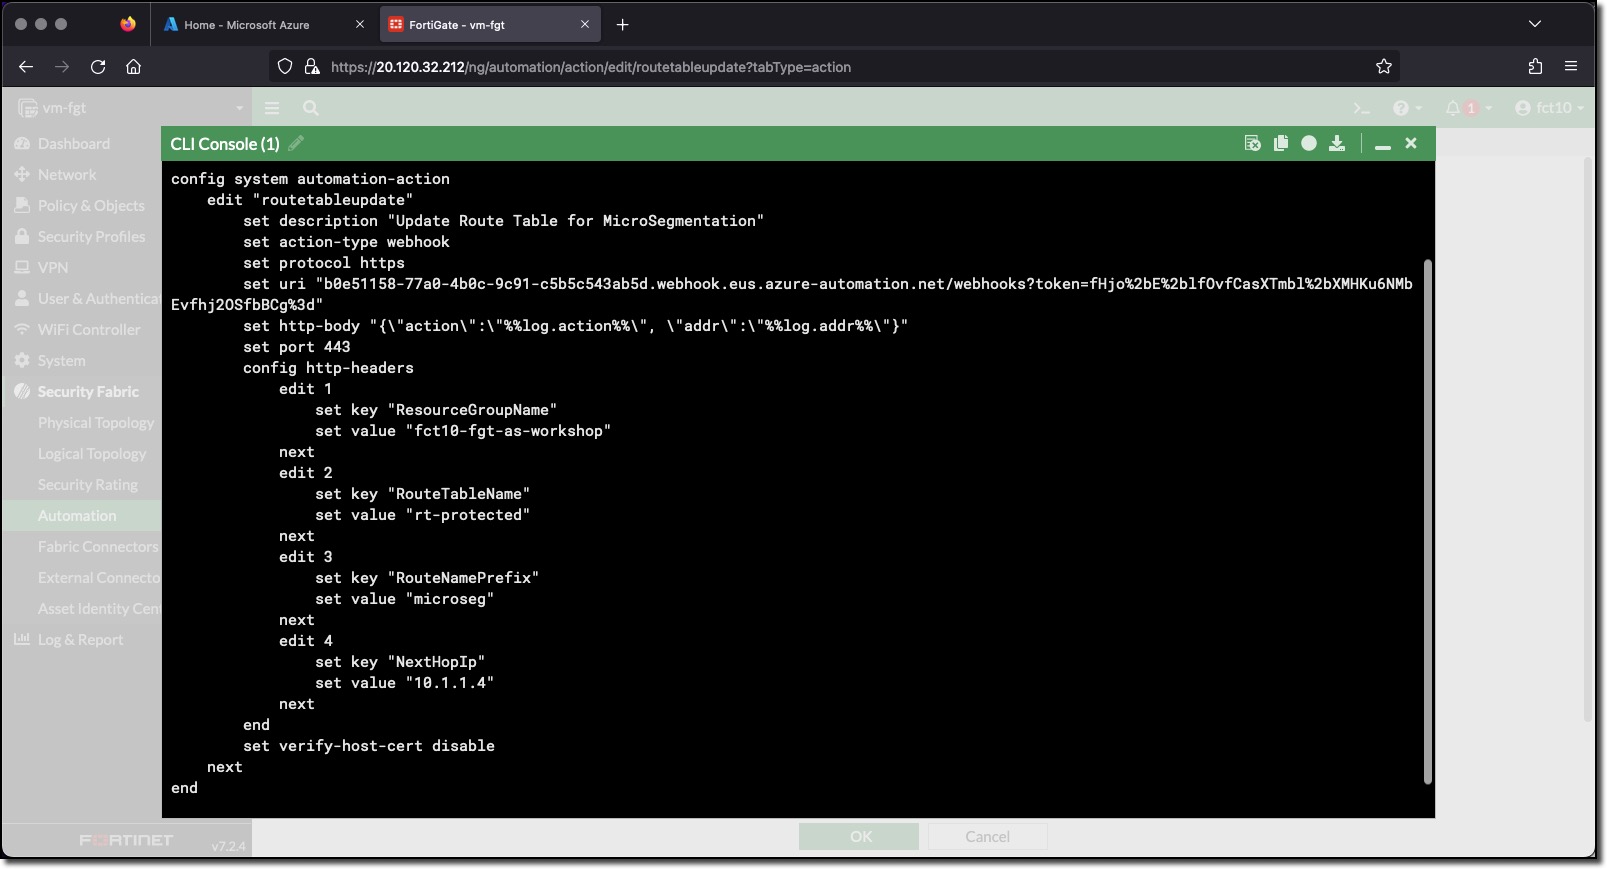 Home - Microsoft Azure
FortiGate - vm-fgt
https://20.120.32.212/ng/automation/action/edit/routetableupdate?tabType=action
vm-fgt
1
fct10
Dashboard
Network
Policy & Objects
Security Profiles
VPN
User & Authentica
WiFi Controller
System
Security Fabric
Physical Topology
Logical Topology
Security Rating
Automation
Fabric Connectors
External Connecto
Asset Identity Cen
Log & Report
FORTINET
v7.2.4
CLI Console (1)
config system automation-action
    edit "routetableupdate"
        set description "Update Route Table for MicroSegmentation"
        set action-type webhook
        set protocol https
        set uri "b0e51158-77a0-4b0c-9c91-c5b5c543ab5d.webhook.eus.azure-automation.net/webhooks?token=fHjo%2bE%2blfOvfCasXTmbl%2bXMHKu6NMb
Evfhj2OSfbBCg%3d"
        set http-body "{\"action\":\"%%log.action%%\", \"addr\":\"%%log.addr%%\"}"
        set port 443
        config http-headers
            edit 1
                set key "ResourceGroupName"
                set value "fct10-fgt-as-workshop"
            next
            edit 2
                set key "RouteTableName"
                set value "rt-protected"
            next
            edit 3
                set key "RouteNamePrefix"
                set value "microseg"
            next
            edit 4
                set key "NextHopIp"
                set value "10.1.1.4"
            next
        end
        set verify-host-cert disable
    next
end
OK
Cancel